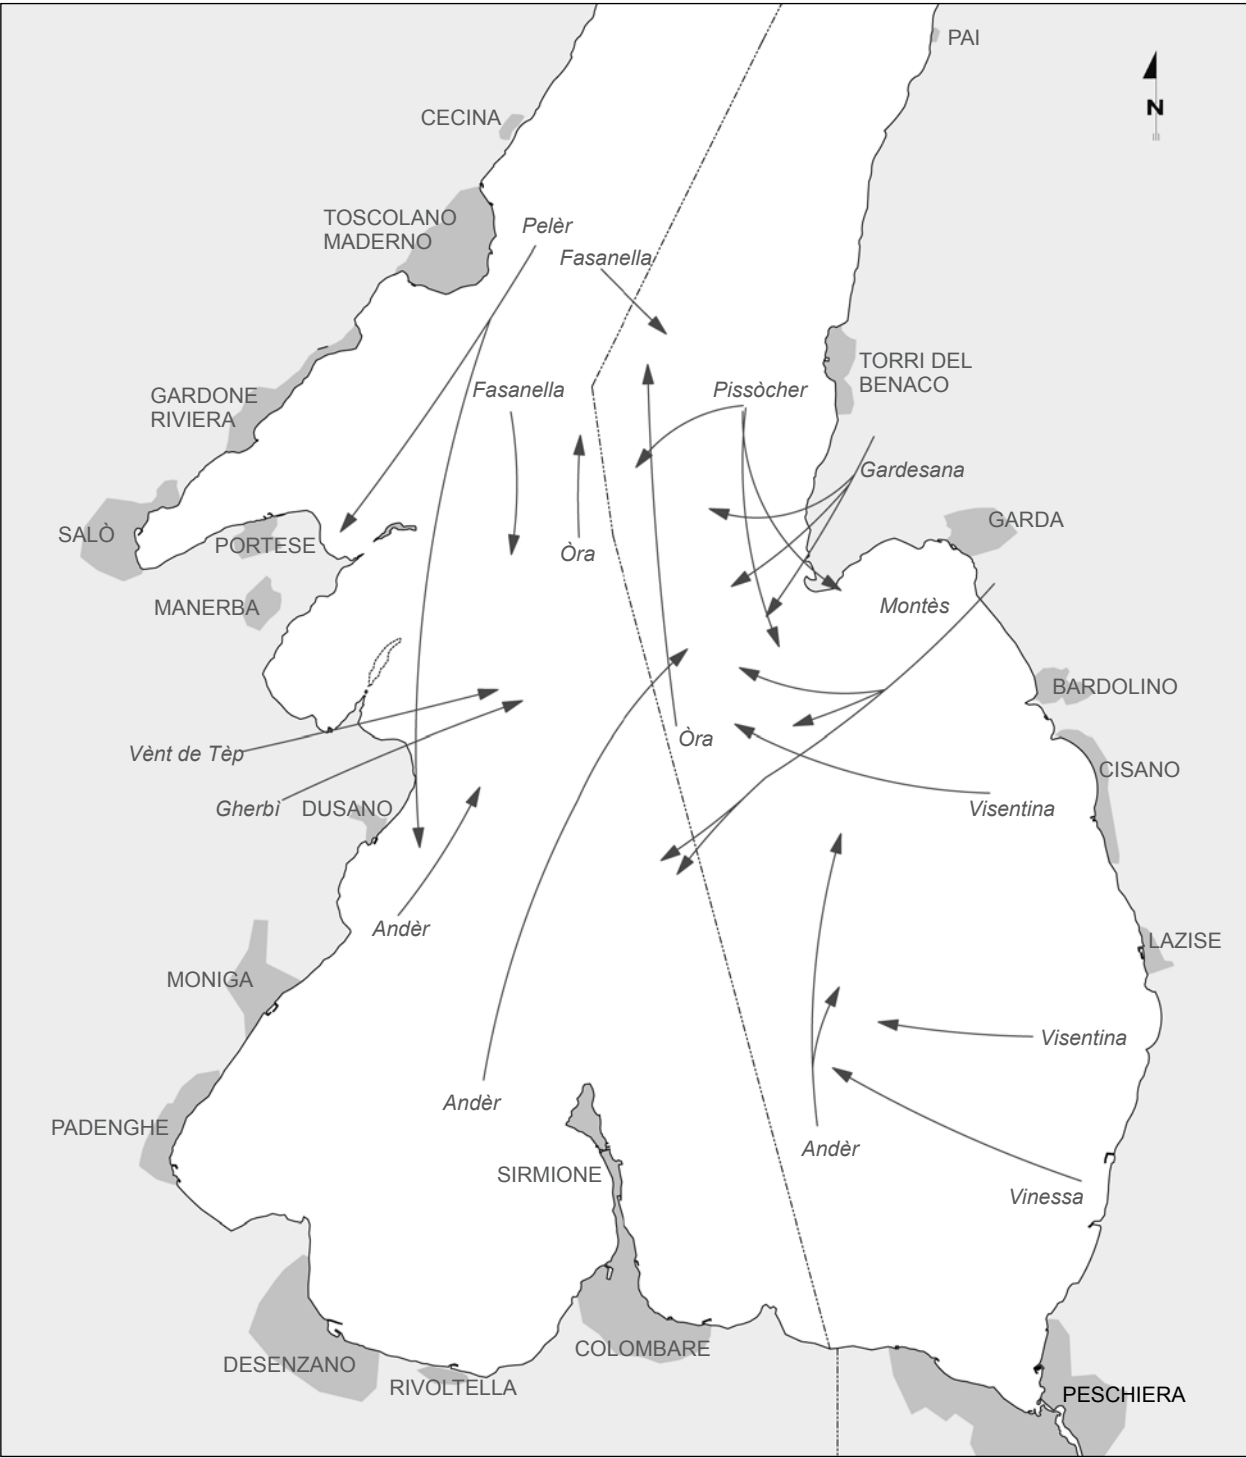 PAI
N
CECINA
TOSCOLANO
MADERNO
Pelèr
Fasanella
TORRI DEL
BENACO
GARDONE
RIVIERA
Fasanella
Pissòcher
Gardesana
SALÒ
PORTESE
Òra
GARDA
MANERBA
Montès
BARDOLINO
Vènt de Tèp
Òra
CISANO
Gherbì
DUSANO
Visentina
Andèr
LAZISE
MONIGA
Visentina
Andèr
PADENGHE
Andèr
SIRMIONE
Vinessa
COLOMBARE
DESENZANO
RIVOLTELLA
PESCHIERA